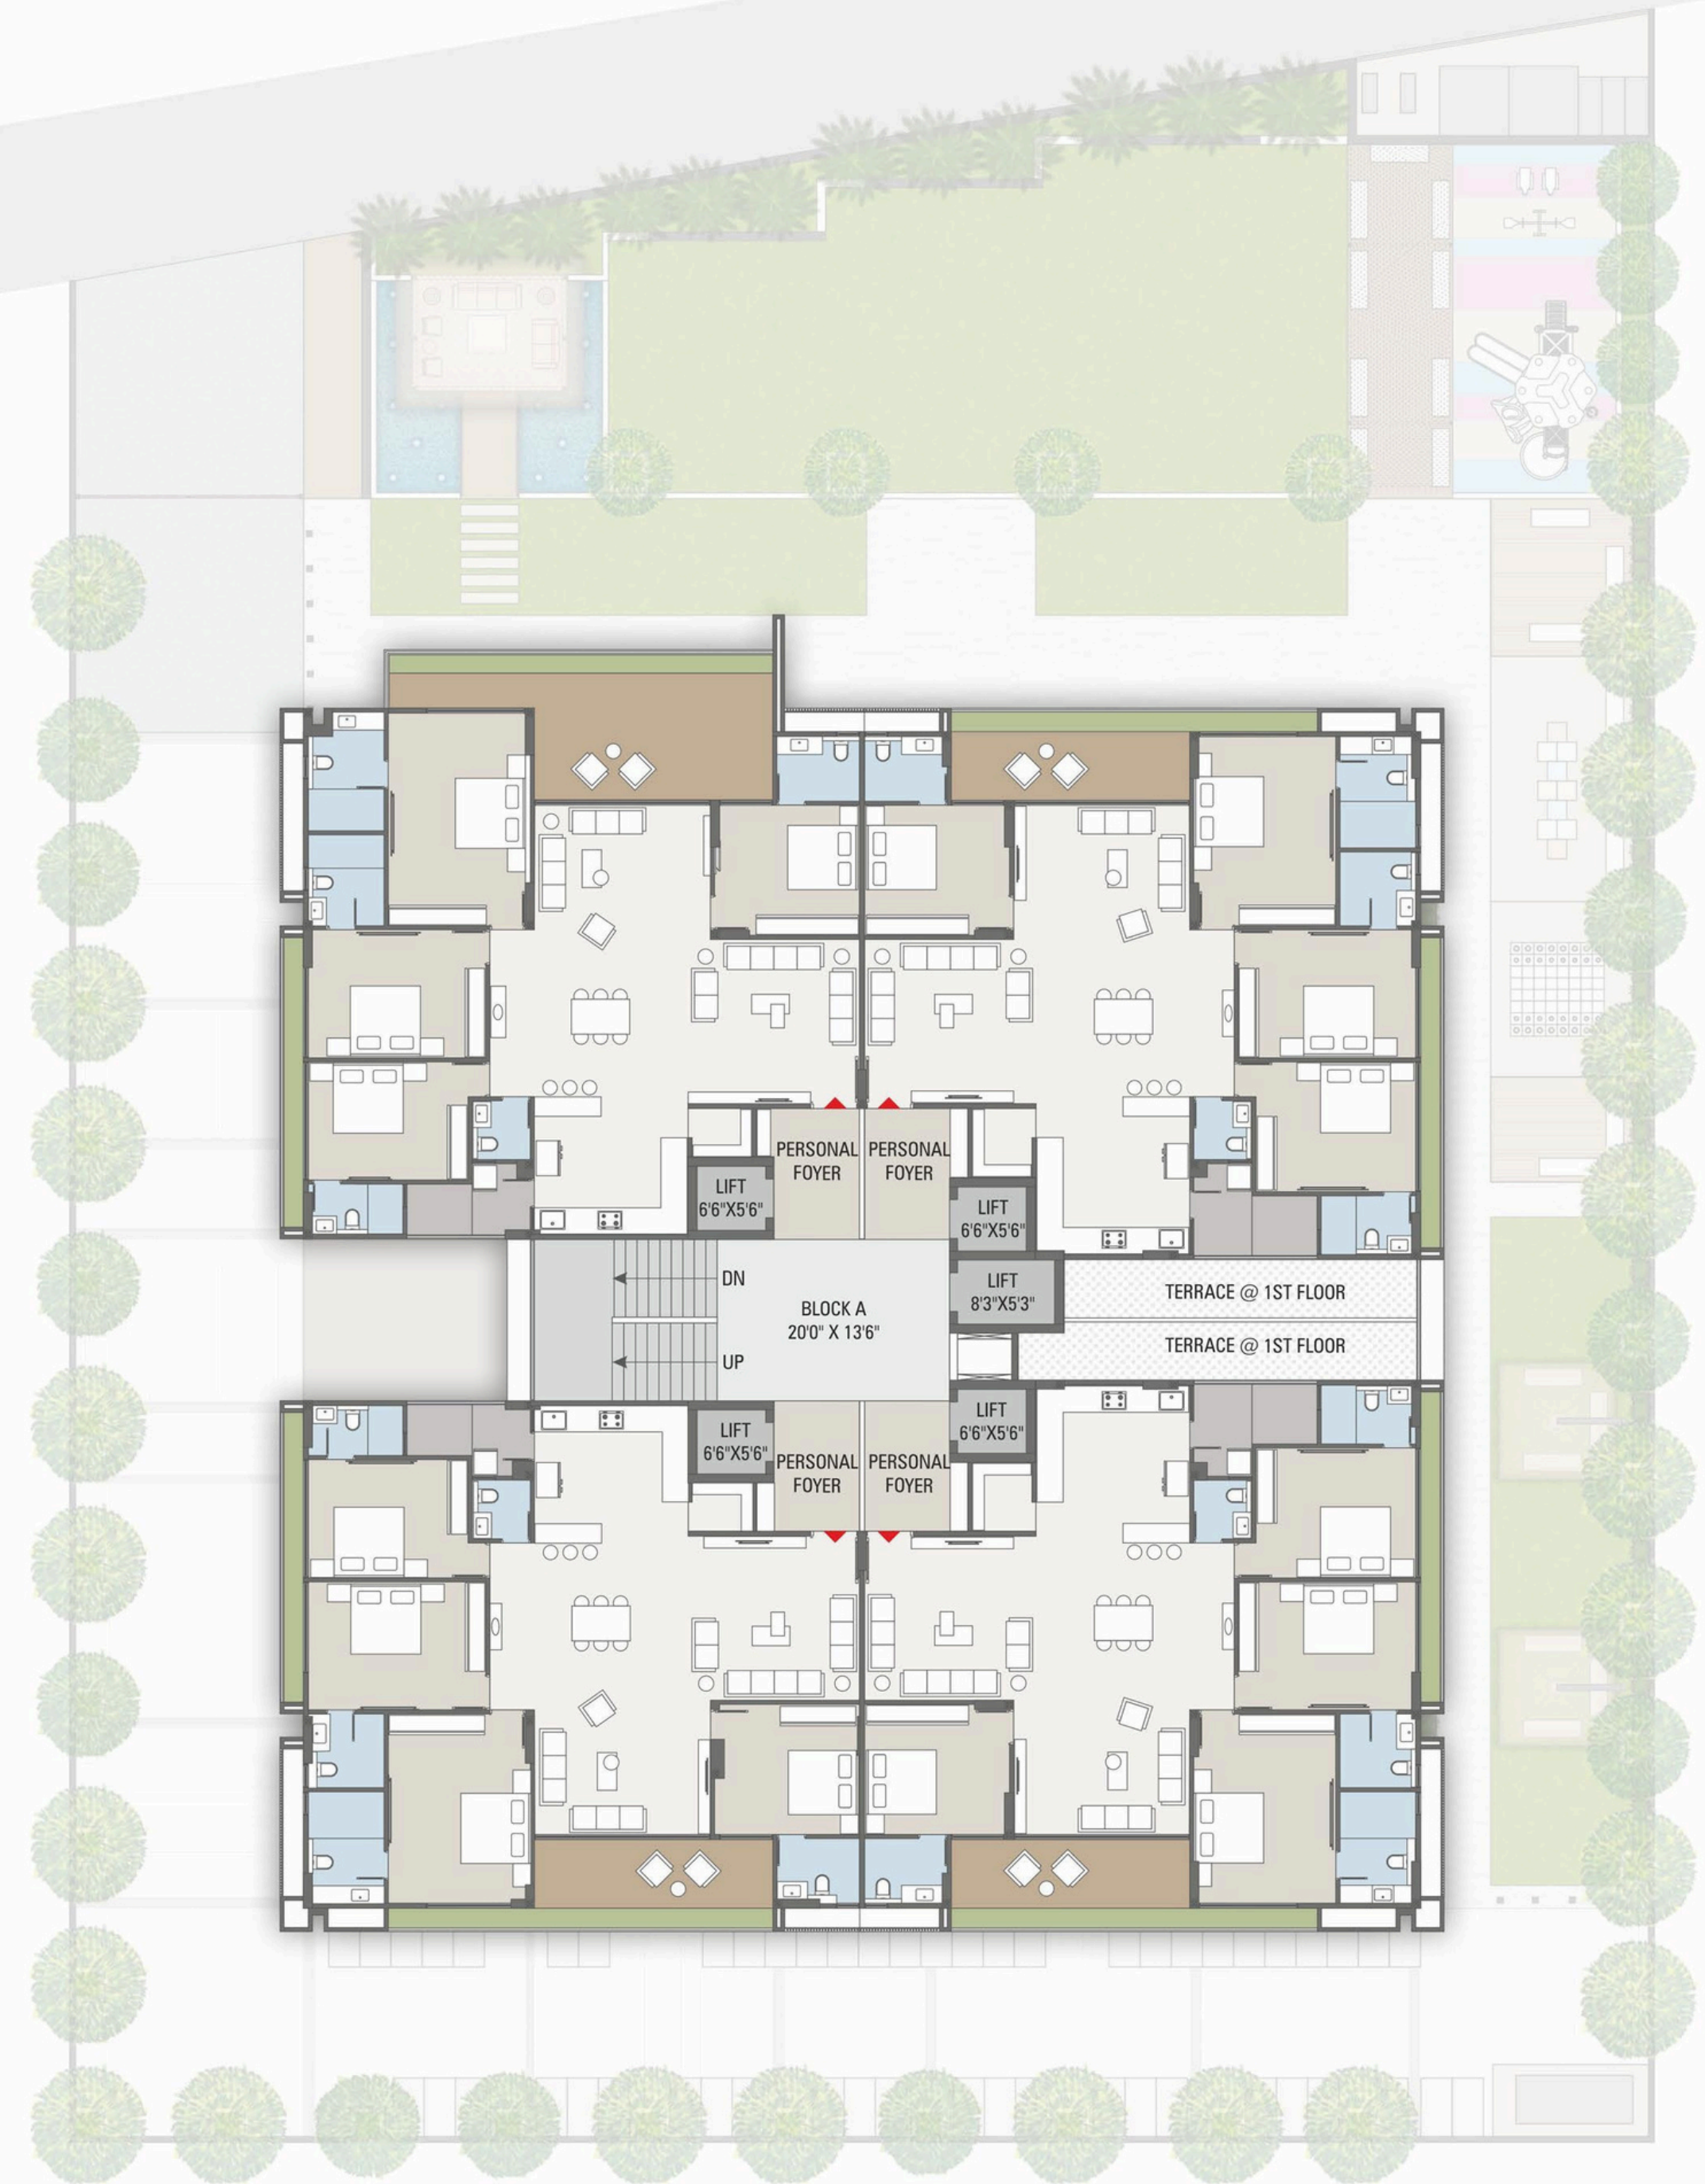 PERSONAL
FOYER
PERSONAL
FOYER
LIFT
6'6"X5'6"
LIFT
6'6"X5'6"
DN
LIFT
8'3"X5'3"
TERRACE @ 1ST FLOOR
BLOCK A
20'0" X 13'6"
TERRACE @ 1ST FLOOR
UP
LIFT
6'6"X5'6"
LIFT
6'6"X5'6"
PERSONAL
FOYER
PERSONAL
FOYER